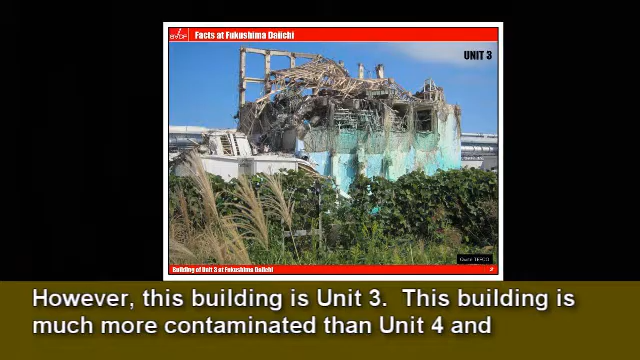 SVCF
Facts at Fukushima Daiichi
UNIT 3
Building of Unit 3 at Fukushima Daiichi
However, this building is Unit 3.  This building is
much more contaminated than Unit 4 and